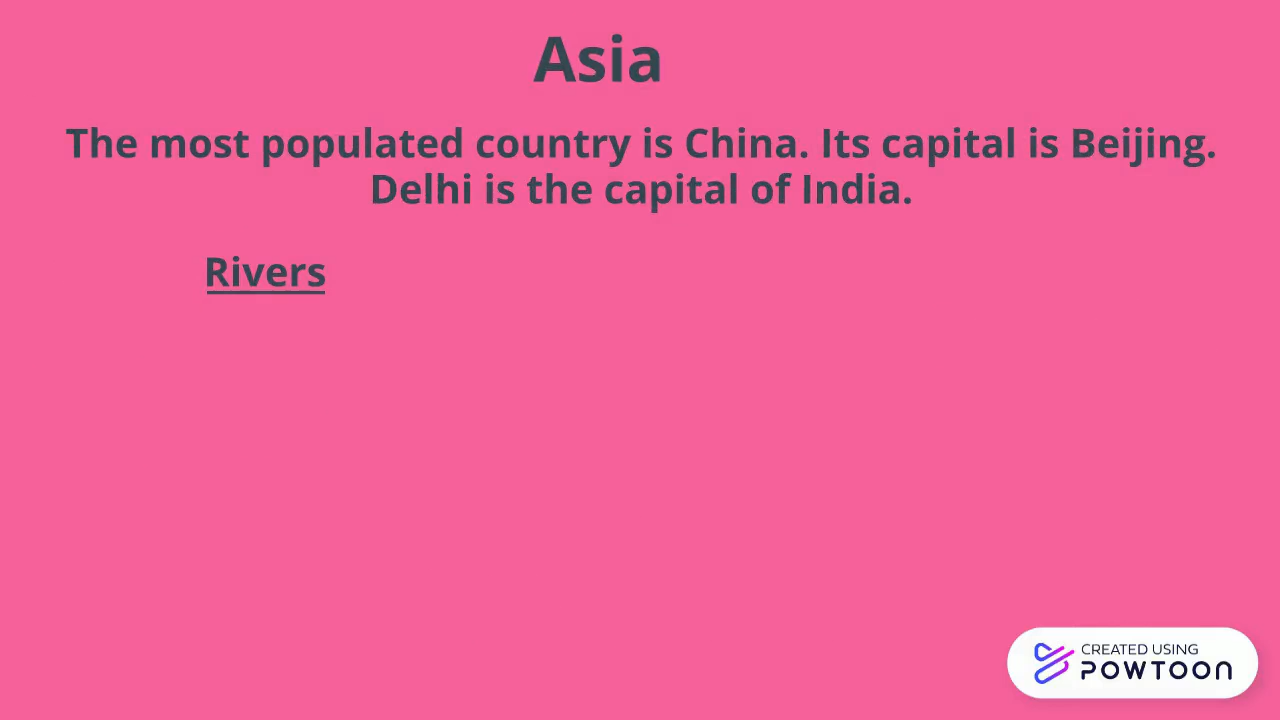 Asia
The most populated country is China. Its capital is Beijing.
Delhi is the capital of India.
Rivers
CREATED USING
POWTOON